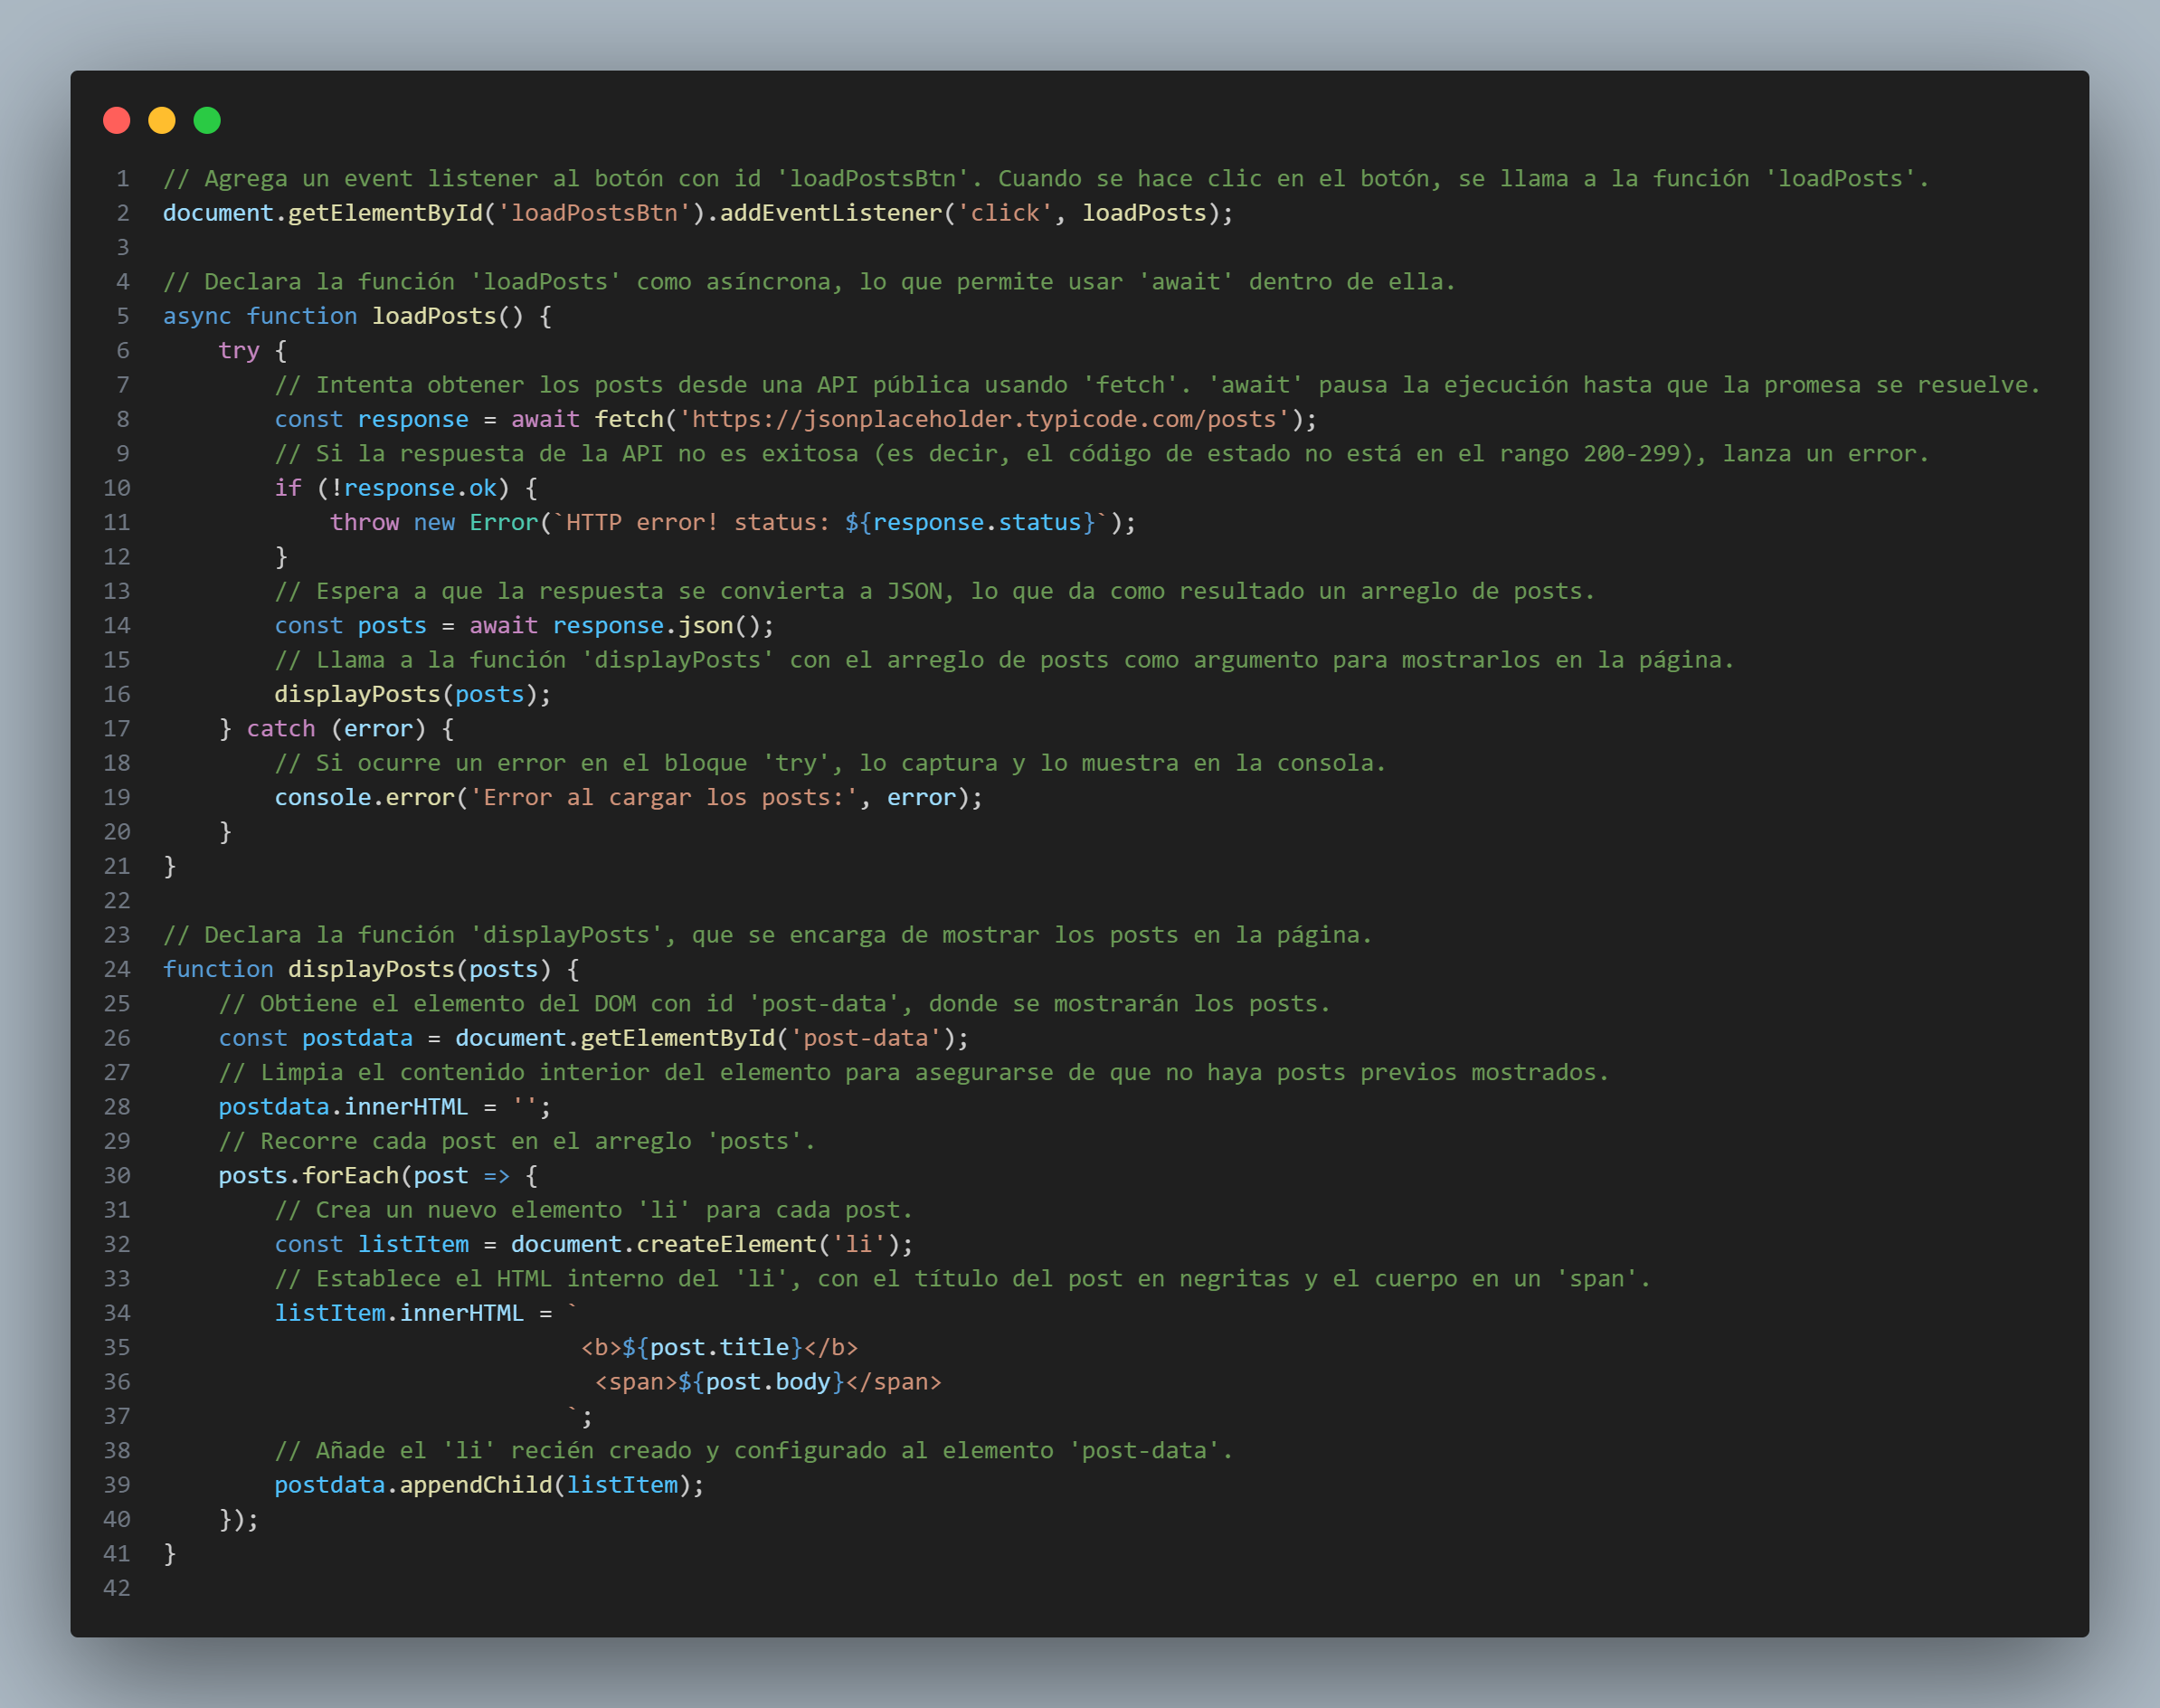 1 // Agrega un event listener al botón con id 'loadPostsBtn'. Cuando se hace clic en el botón, se llama a la función 'loadPosts'.
2 document.getElementById('loadPostsBtn').addEventListener('click', loadPosts);
3
4 // Declara la función 'loadPosts' como asíncrona, lo que permite usar 'await' dentro de ella.
5 async function loadPosts() {
6     try {
7         // Intenta obtener los posts desde una API pública usando 'fetch'. 'await' pausa la ejecución hasta que la promesa se resuelve.
8         const response = await fetch('https://jsonplaceholder.typicode.com/posts');
9         // Si la respuesta de la API no es exitosa (es decir, el código de estado no está en el rango 200-299), lanza un error.
10         if (!response.ok) {
11             throw new Error(`HTTP error! status: ${response.status}`);
12         }
13         // Espera a que la respuesta se convierta a JSON, lo que da como resultado un arreglo de posts.
14         const posts = await response.json();
15         // Llama a la función 'displayPosts' con el arreglo de posts como argumento para mostrarlos en la página.
16         displayPosts(posts);
17     } catch (error) {
18         // Si ocurre un error en el bloque 'try', lo captura y lo muestra en la consola.
19         console.error('Error al cargar los posts:', error);
20     }
21 }
22
23 // Declara la función 'displayPosts', que se encarga de mostrar los posts en la página.
24 function displayPosts(posts) {
25     // Obtiene el elemento del DOM con id 'post-data', donde se mostrarán los posts.
26     const postdata = document.getElementById('post-data');
27     // Limpia el contenido interior del elemento para asegurarse de que no haya posts previos mostrados.
28     postdata.innerHTML = '';
29     // Recorre cada post en el arreglo 'posts'.
30     posts.forEach(post => {
31         // Crea un nuevo elemento 'li' para cada post.
32         const listItem = document.createElement('li');
33         // Establece el HTML interno del 'li', con el título del post en negritas y el cuerpo en un 'span'.
34         listItem.innerHTML = `
35                               <b>${post.title}</b>
36                                <span>${post.body}</span>
37                              `;
38         // Añade el 'li' recién creado y configurado al elemento 'post-data'.
39         postdata.appendChild(listItem);
40     });
41 }
42